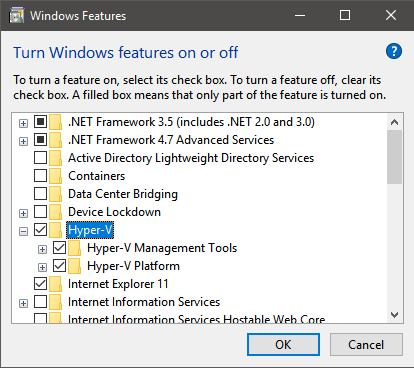 Windows Features
Turn Windows features on or off
?
To turn a feature on, select its check box. To turn a feature off, clear its
check box. A filled box means that only part of the feature is turned on.
.NET Framework 3.5 (includes .NET 2.0 and 3.0)
.NET Framework 4.7 Advanced Services
Active Directory Lightweight Directory Services
Containers
Data Center Bridging
Device Lockdown
Hyper-V
Hyper-V Management Tools
Hyper-V Platform
Internet Explorer 11
Internet Information Services
Internet Information Services Hostable Web Core
OK
Cancel